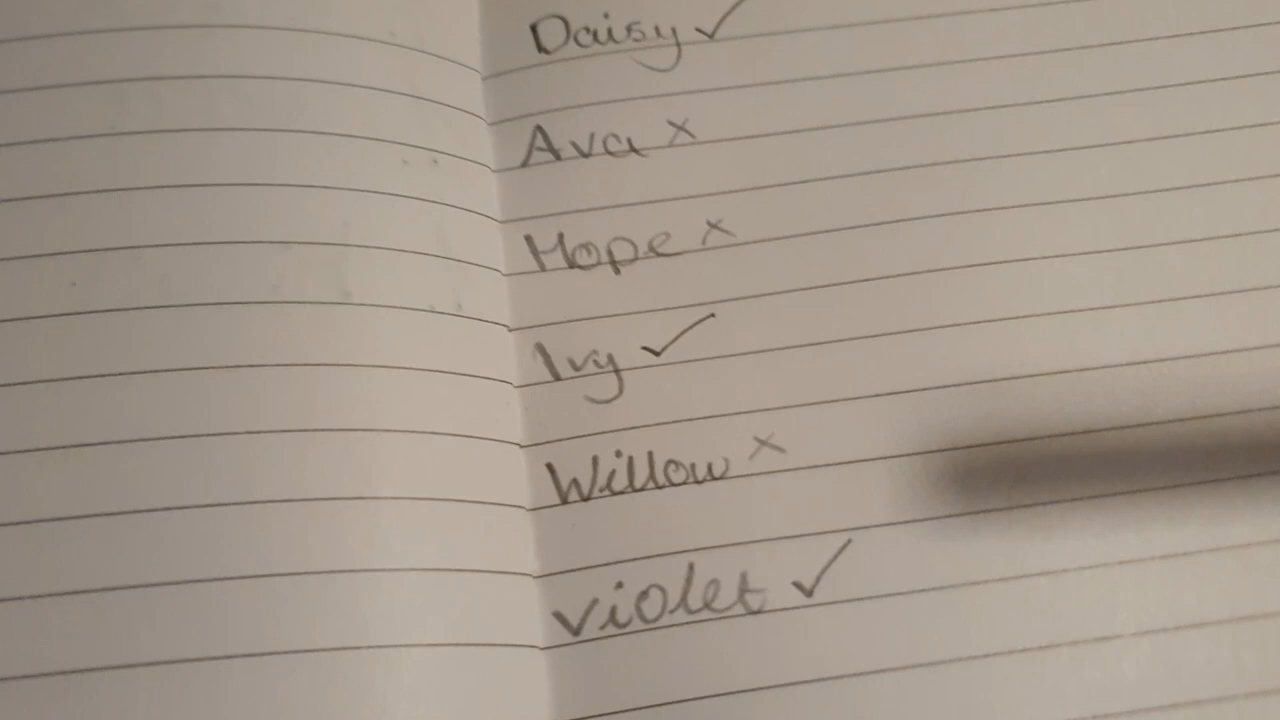 Daisy ✓
Ava x
Hope x
Ivy ✓
Willow x
violet ✓